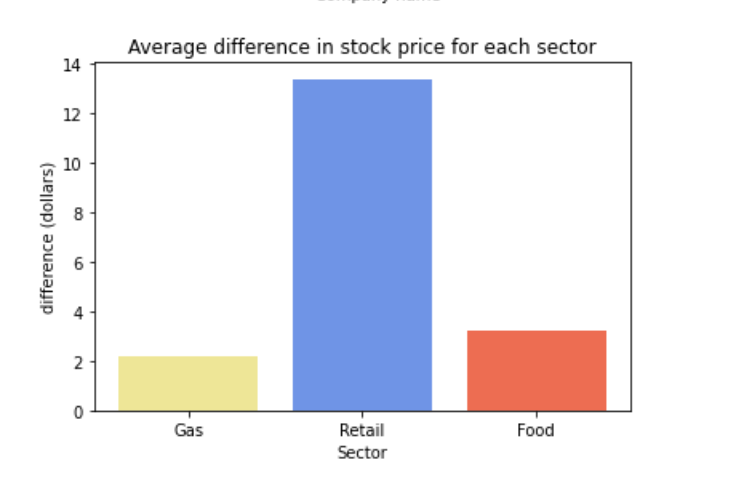 Average difference in stock price for each sector
14
12
10
8
6
4
2
0
difference (dollars)
Gas Retail Food
Sector